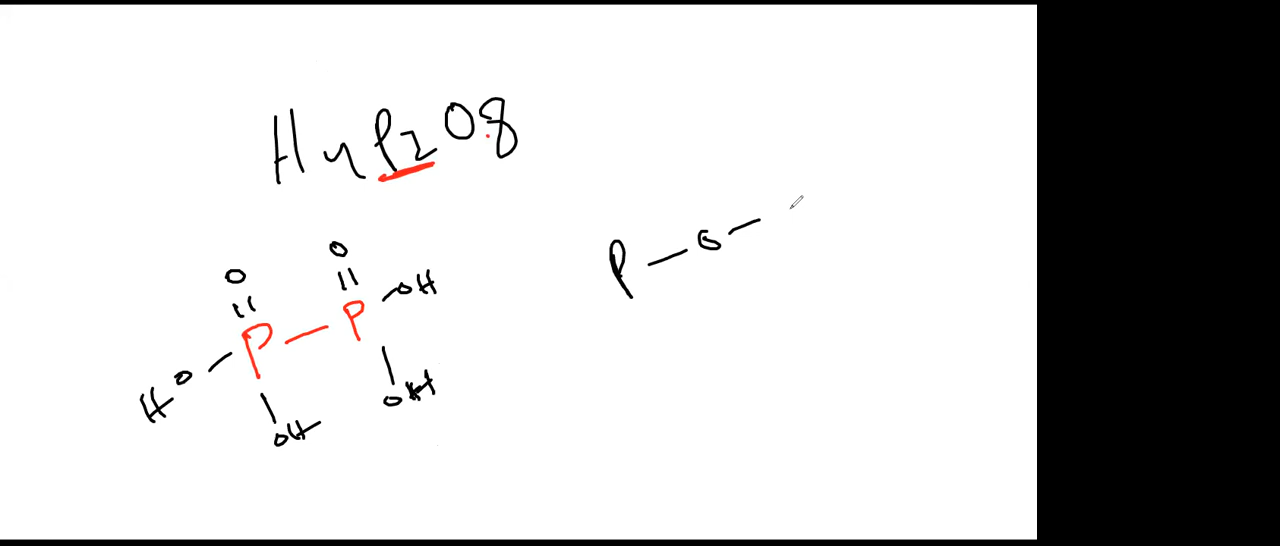 H4P2O8
O O
P — O —
P — P OH
HO
OH OH